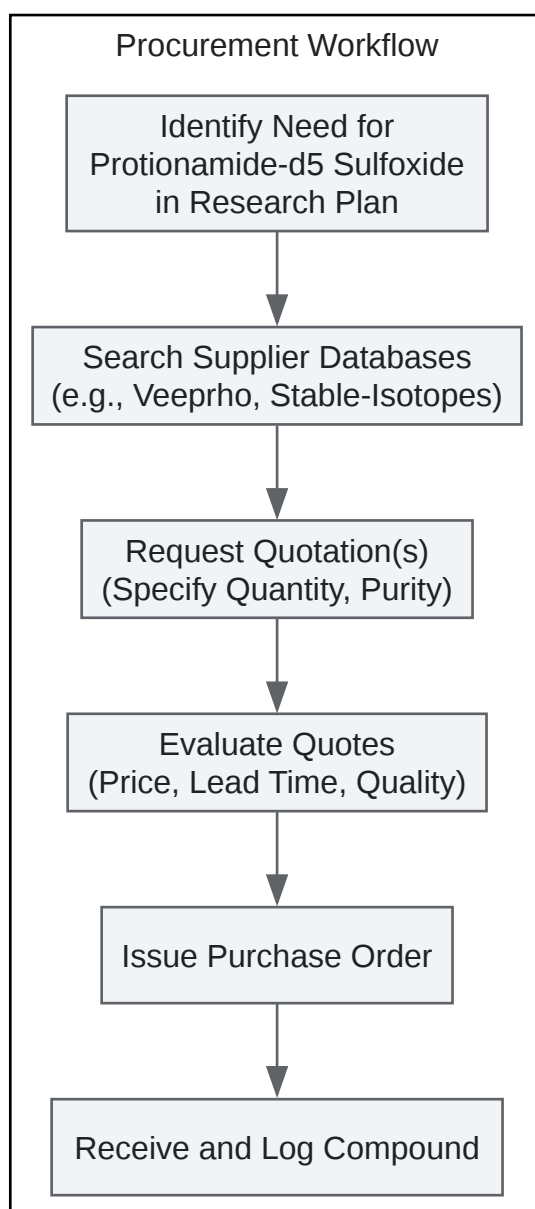 Procurement Workflow
Identify Need for
Protionamide-d5 Sulfoxide
in Research Plan
Search Supplier Databases
(e.g., Veeprho, Stable-Isotopes)
Request Quotation(s)
(Specify Quantity, Purity)
Evaluate Quotes
(Price, Lead Time, Quality)
Issue Purchase Order
Receive and Log Compound